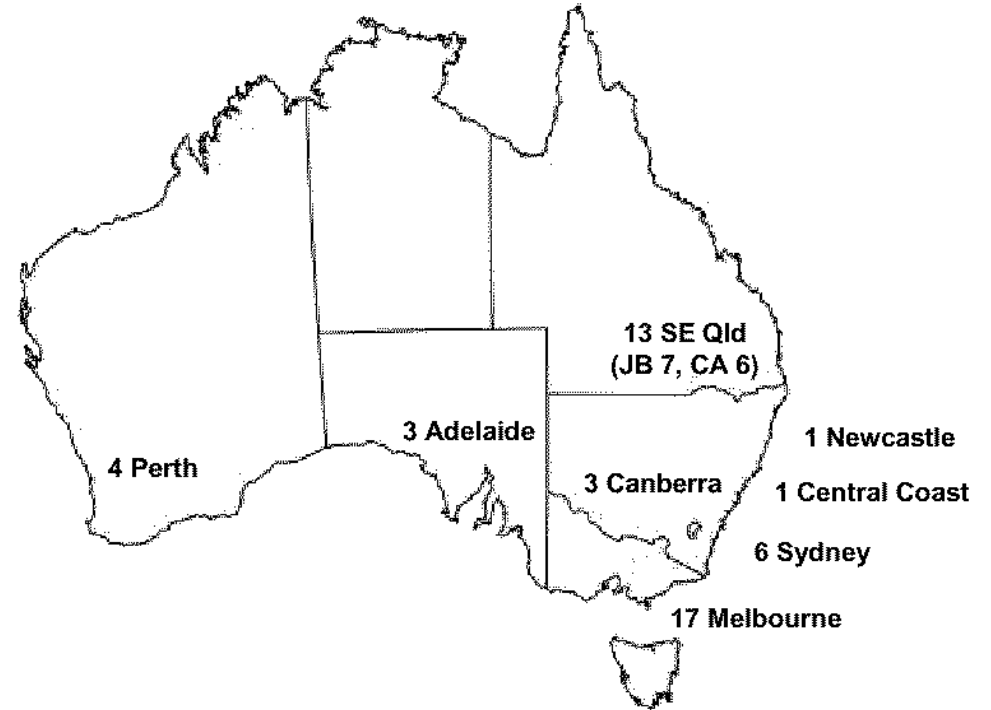 13 SE Qld
(JB 7, CA 6)
3 Adelaide
1 Newcastle
4 Perth
3 Canberra
1 Central Coast
6 Sydney
17 Melbourne